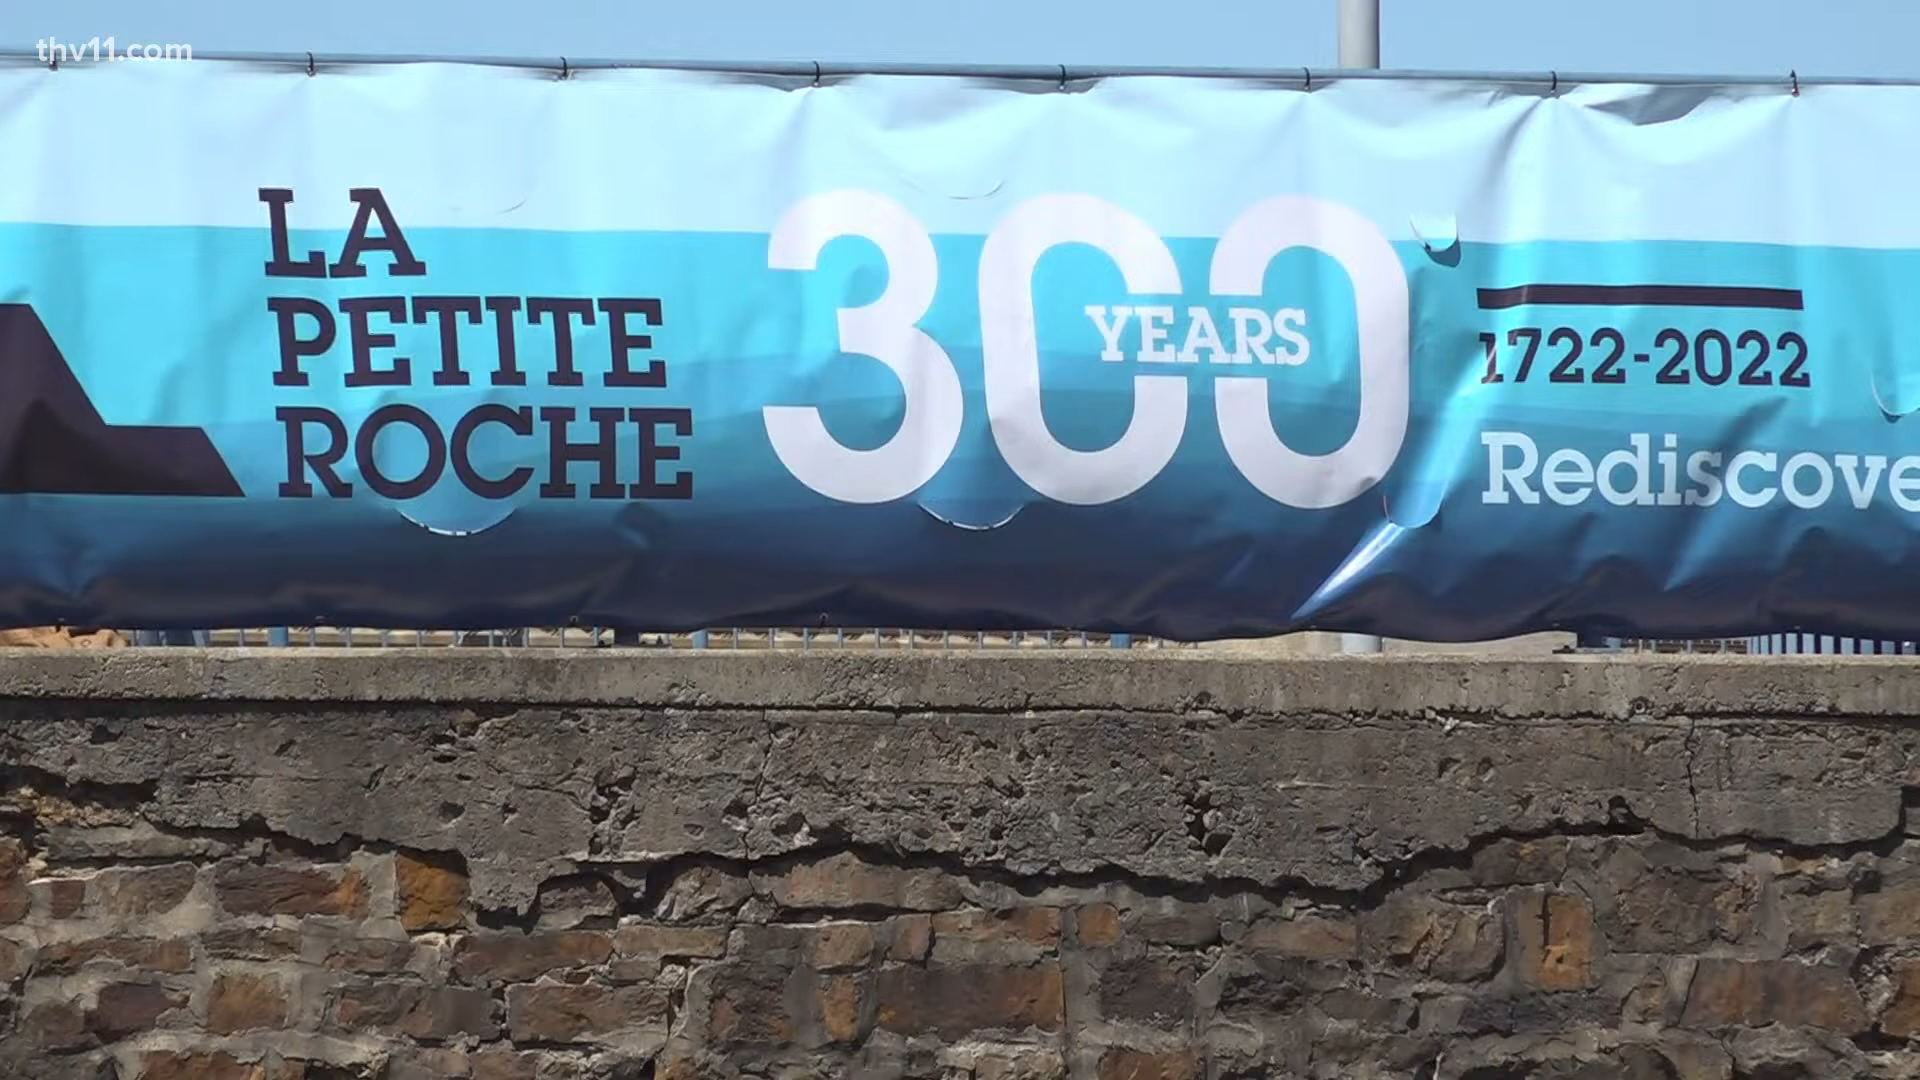 thv11.com
LA
PETITE
ROCHE
300
YEARS
1722-2022
Rediscove